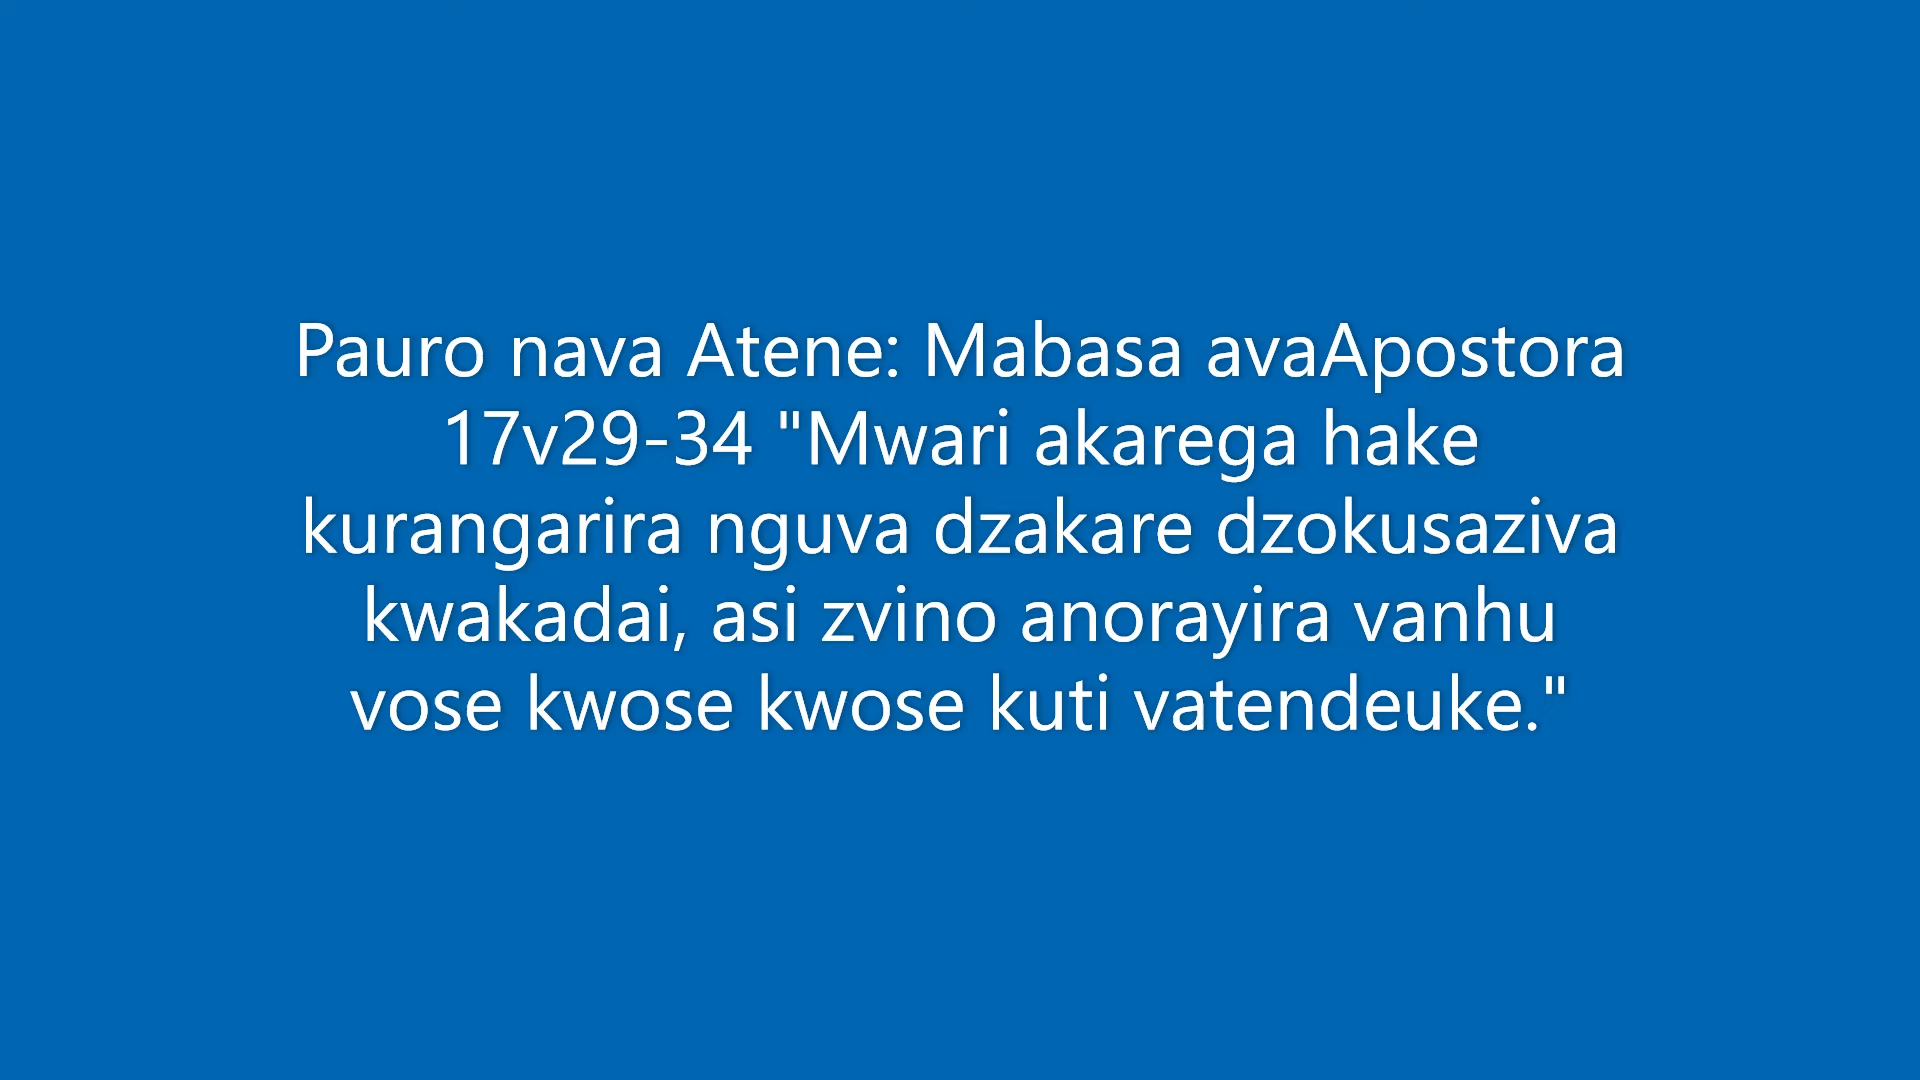 Pauro nava Atene: Mabasa avaApostora
17v29-34 "Mwari akarega hake
kurangarira nguva dzakare dzokusaziva
kwakadai, asi zvino anorayira vanhu
vose kwose kwose kuti vatendeuke."